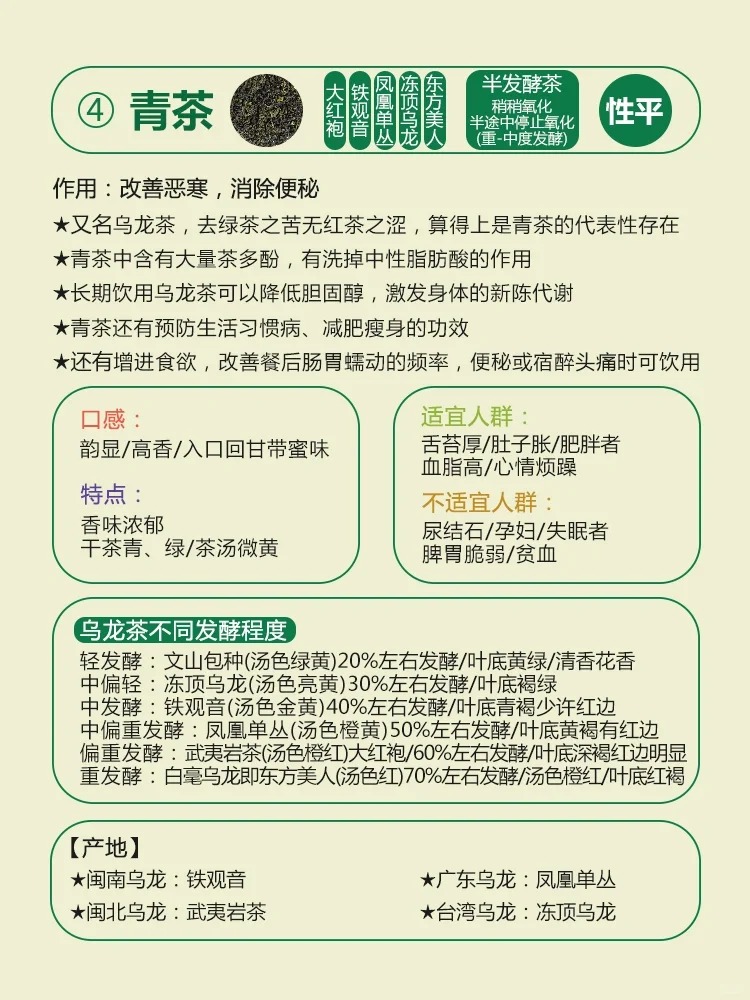 ④ 青茶
大红袍
铁观音
凤凰单丛
冻顶乌龙
东方美人
半发酵茶
稍稍氧化
半途中停止氧化
(重-中度发酵)
性平
作用：改善恶寒，消除便秘
★又名乌龙茶，去绿茶之苦无红茶之涩，算得上是青茶的代表性存在
★青茶中含有大量茶多酚，有洗掉中性脂肪酸的作用
★长期饮用乌龙茶可以降低胆固醇，激发身体的新陈代谢
★青茶还有预防生活习惯病、减肥瘦身的功效
★还有增进食欲，改善餐后肠胃蠕动的频率，便秘或宿醉头痛时可饮用
口感：
韵显/高香/入口回甘带蜜味
特点：
香味浓郁
干茶青、绿/茶汤微黄
适宜人群：
舌苔厚/肚子胀/肥胖者
血脂高/心情烦躁
不适宜人群：
尿结石/孕妇/失眠者
脾胃脆弱/贫血
乌龙茶不同发酵程度
轻发酵：文山包种(汤色绿黄)20%左右发酵/叶底黄绿/清香花香
中偏轻：冻顶乌龙(汤色亮黄)30%左右发酵/叶底褐绿
中发酵：铁观音(汤色金黄)40%左右发酵/叶底青褐少许红边
中偏重发酵：凤凰单丛(汤色橙黄)50%左右发酵/叶底黄褐有红边
偏重发酵：武夷岩茶(汤色橙红)大红袍/60%左右发酵/叶底深褐红边明显
重发酵：白毫乌龙即东方美人(汤色红)70%左右发酵/汤色橙红/叶底红褐
【产地】
★闽南乌龙：铁观音
★广东乌龙：凤凰单丛
★闽北乌龙：武夷岩茶
★台湾乌龙：冻顶乌龙